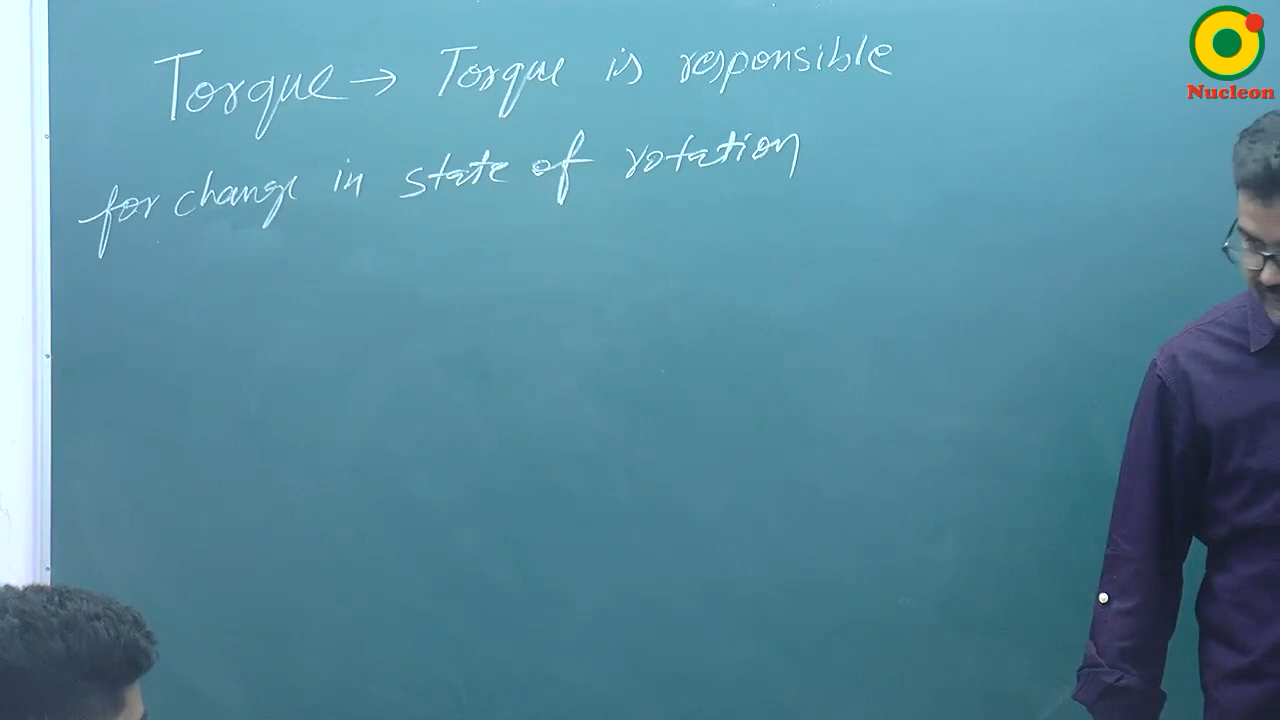 Torque → Torque is responsible
for change in state of rotation
Nucleon